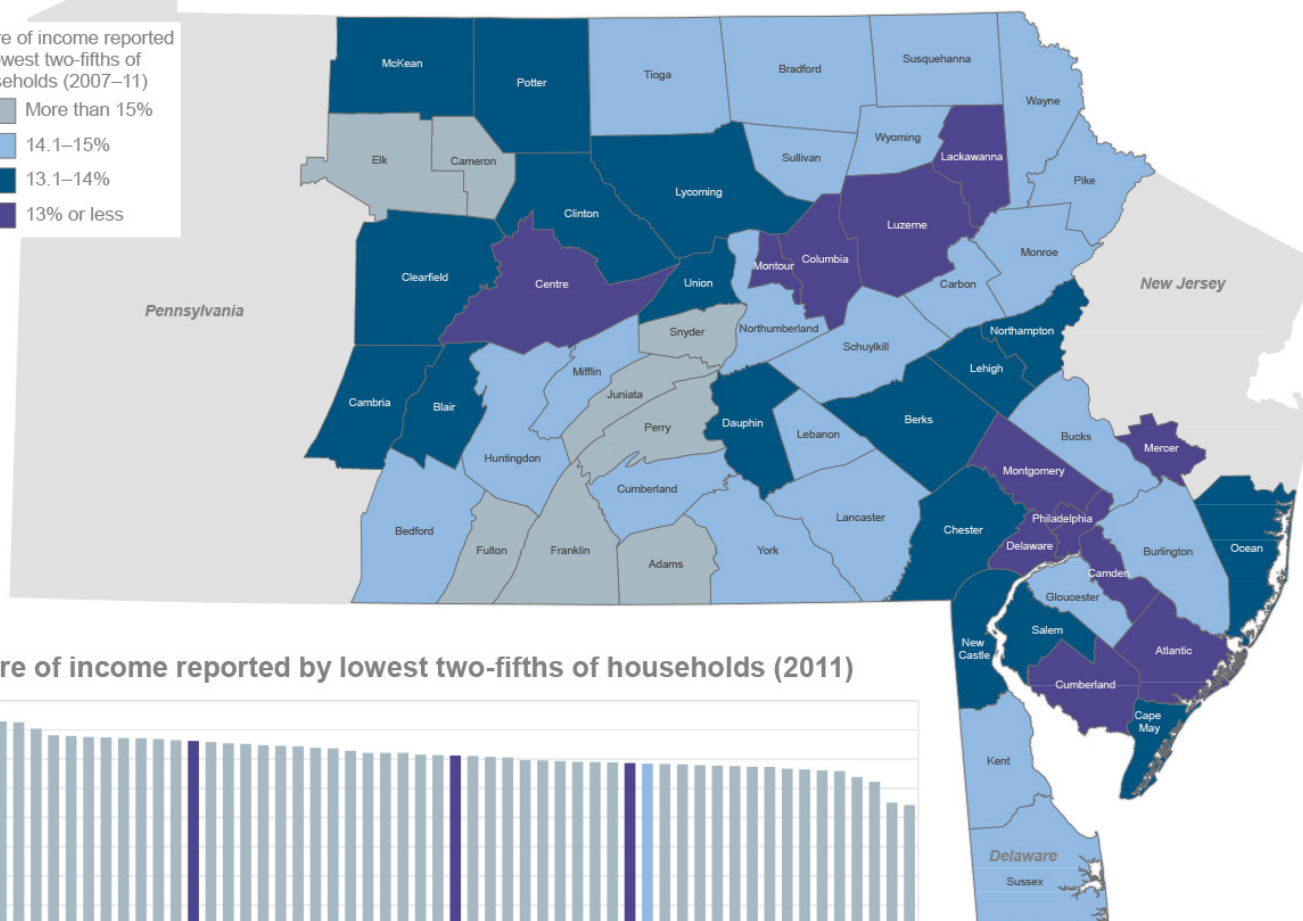 re of income reported
west two-fifths of
seholds (2007–11)
More than 15%
14.1–15%
13.1–14%
13% or less
McKean
Potter
Tioga
Bradford
Susquehanna
Wayne
Wyoming
Lackawanna
Sullivan
Elk
Cameron
Pike
Lycoming
Clinton
Luzerne
Monroe
Columbia
Montour
Clearfield
Centre
Union
Carbon
New Jersey
Pennsylvania
Snyder
Northumberland
Northampton
Schuylkill
Lehigh
Mifflin
Juniata
Cambria
Blair
Dauphin
Berks
Perry
Lebanon
Bucks
Mercer
Huntingdon
Montgomery
Cumberland
Lancaster
Philadelphia
Bedford
Chester
Delaware
Fulton
Franklin
Adams
York
Burlington
Ocean
Camden
Gloucester
Salem
New
Castle
Atlantic
Cumberland
Cape
May
re of income reported by lowest two-fifths of households (2011)
Kent
Delaware
Sussex